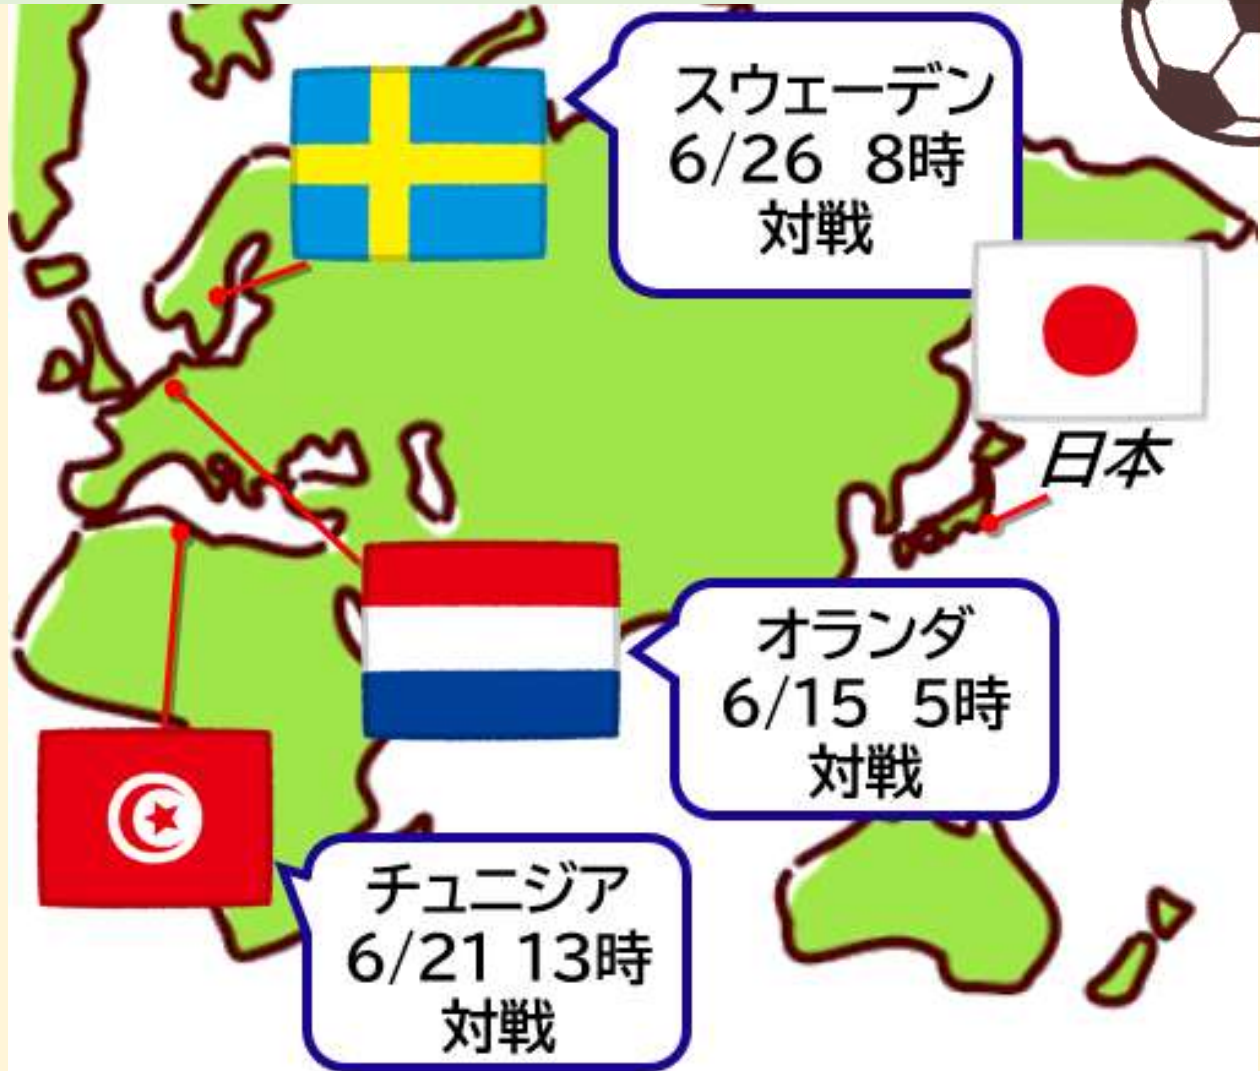 スウェーデン
6/26 8時
対戦
日本
オランダ
6/15 5時
対戦
チュニジア
6/21 13時
対戦